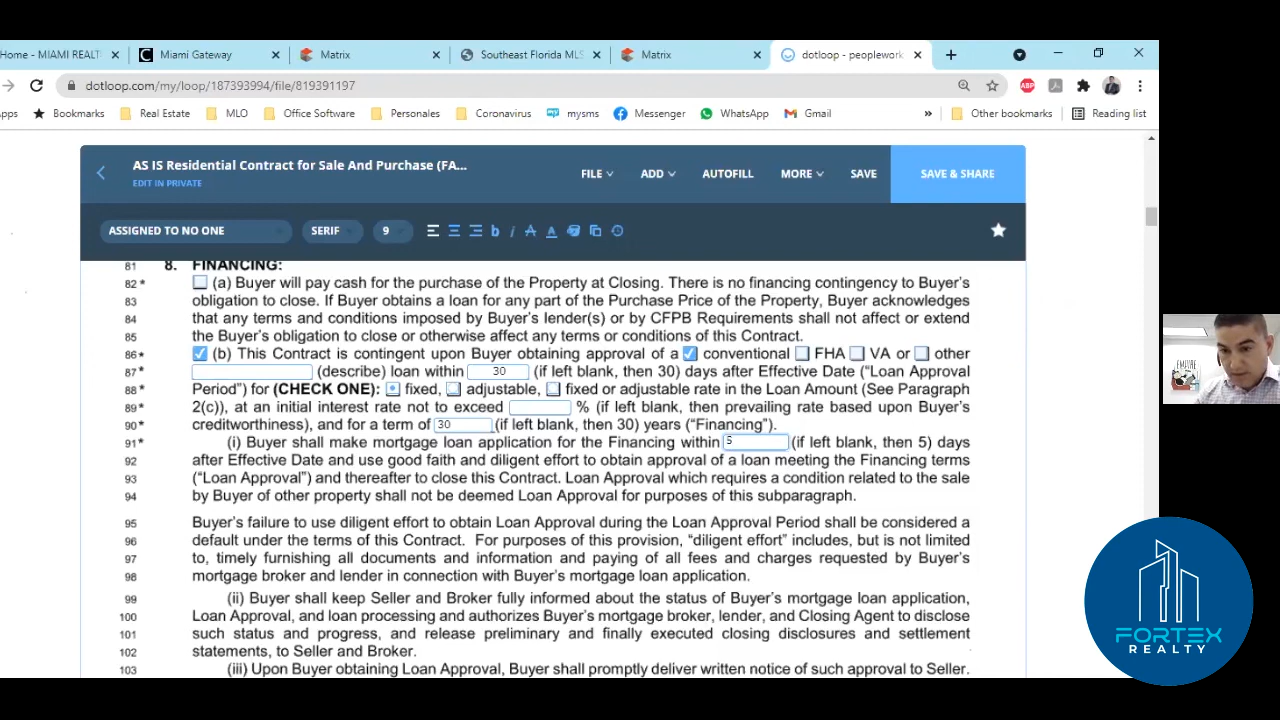 Home - MIAMI REALT
Miami Gateway
Matrix
Southeast Florida MLS
Matrix
dotloop - peoplework
dotloop.com/my/loop/187393994/file/819391197
ABP
pps
Bookmarks
Real Estate
MLO
Office Software
Personales
Coronavirus
mysms
Messenger
WhatsApp
Gmail
»
Other bookmarks
Reading list
AS IS Residential Contract for Sale And Purchase (FA...
EDIT IN PRIVATE
FILE
ADD
AUTOFILL
MORE
SAVE
SAVE & SHARE
ASSIGNED TO NO ONE
SERIF
9
81 8. FINANCING:
82 * (a) Buyer will pay cash for the purchase of the Property at Closing. There is no financing contingency to Buyer's
83 obligation to close. If Buyer obtains a loan for any part of the Purchase Price of the Property, Buyer acknowledges
84 that any terms and conditions imposed by Buyer's lender(s) or by CFPB Requirements shall not affect or extend
85 the Buyer's obligation to close or otherwise affect any terms or conditions of this Contract.
86* (b) This Contract is contingent upon Buyer obtaining approval of a conventional FHA VA or other
87* (describe) loan within 30 (if left blank, then 30) days after Effective Date ("Loan Approval
88* Period") for (CHECK ONE): fixed, adjustable, fixed or adjustable rate in the Loan Amount (See Paragraph
89* 2(c)), at an initial interest rate not to exceed % (if left blank, then prevailing rate based upon Buyer's
90* creditworthiness), and for a term of 30 (if left blank, then 30) years ("Financing").
91* (i) Buyer shall make mortgage loan application for the Financing within 5 (if left blank, then 5) days
92 after Effective Date and use good faith and diligent effort to obtain approval of a loan meeting the Financing terms
93 ("Loan Approval") and thereafter to close this Contract. Loan Approval which requires a condition related to the sale
94 by Buyer of other property shall not be deemed Loan Approval for purposes of this subparagraph.
95 Buyer's failure to use diligent effort to obtain Loan Approval during the Loan Approval Period shall be considered a
96 default under the terms of this Contract. For purposes of this provision, "diligent effort" includes, but is not limited
97 to, timely furnishing all documents and information and paying of all fees and charges requested by Buyer's
98 mortgage broker and lender in connection with Buyer's mortgage loan application.
99 (ii) Buyer shall keep Seller and Broker fully informed about the status of Buyer's mortgage loan application,
100 Loan Approval, and loan processing and authorizes Buyer's mortgage broker, lender, and Closing Agent to disclose
101 such status and progress, and release preliminary and finally executed closing disclosures and settlement
102 statements, to Seller and Broker.
103 (iii) Upon Buyer obtaining Loan Approval, Buyer shall promptly deliver written notice of such approval to Seller.
FORTEX
REALTY